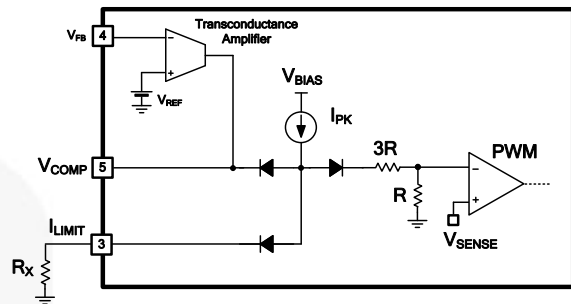 Transconductance
Amplifier
VFB
4
VREF
VBIAS
IPK
VCOMP
5
3R
R
PWM
VSENSE
ILIMIT
3
RX